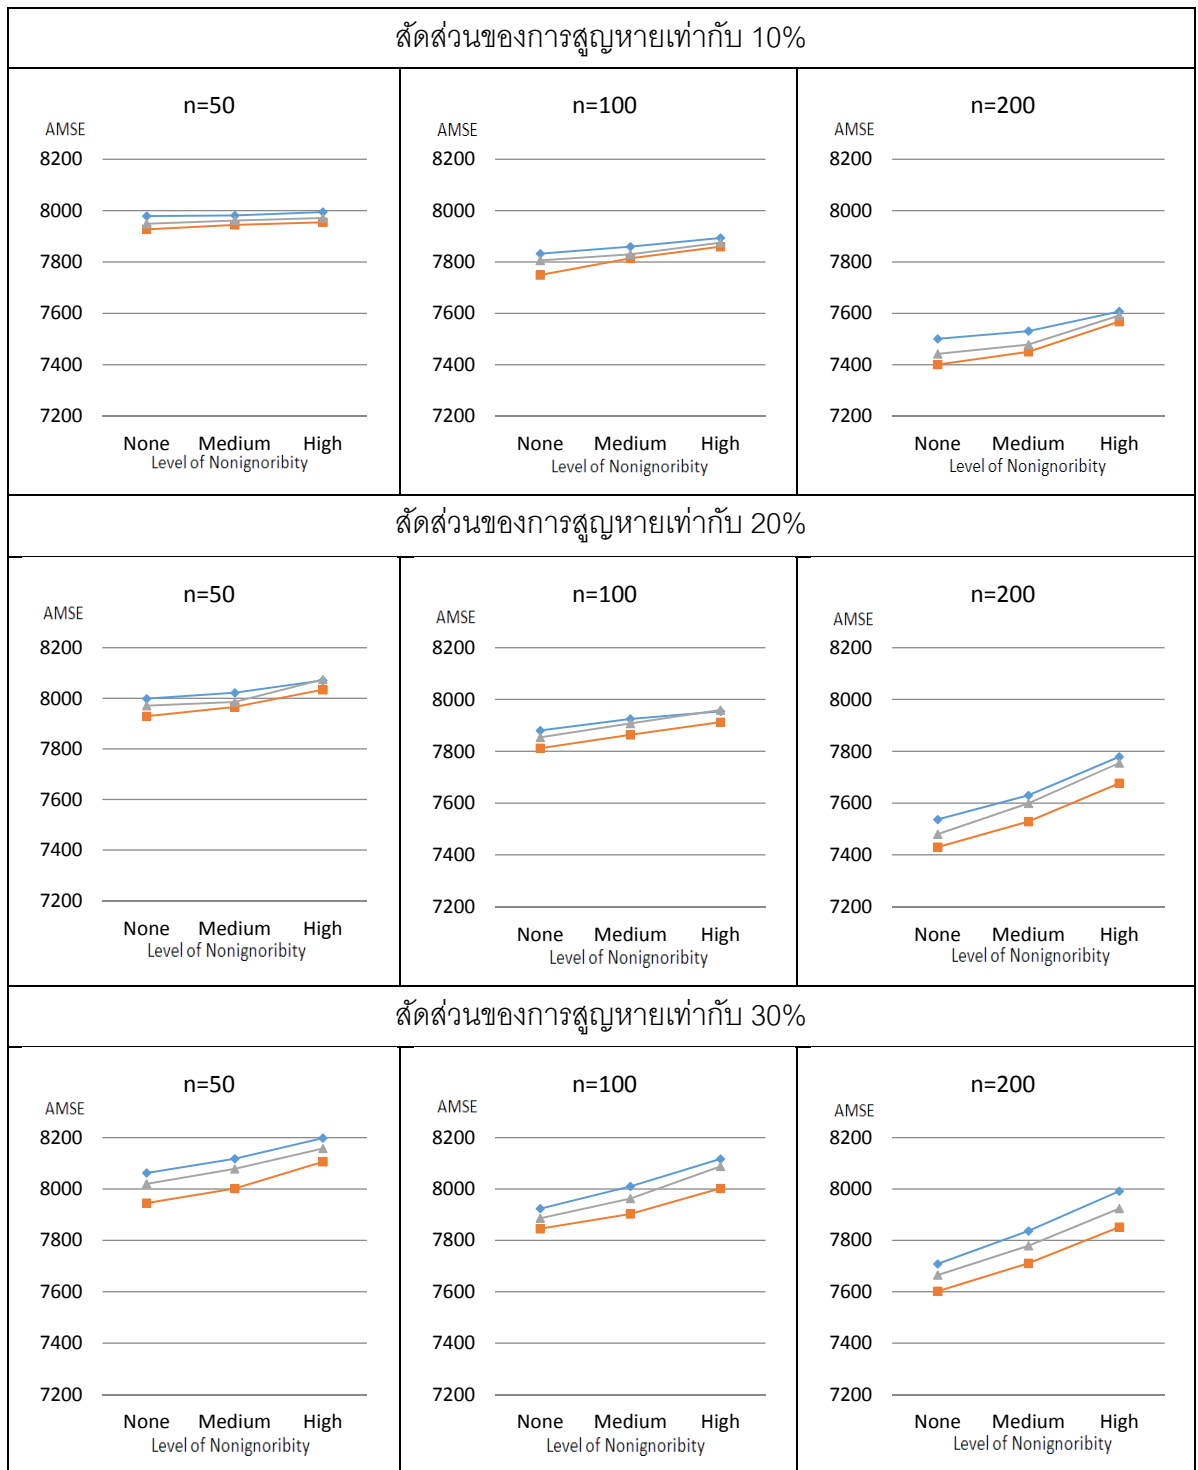 สัดส่วนของการสูญหายเท่ากับ 10%
n=50
AMSE
8200
8000
7800
7600
7400
7200
None Medium High
Level of Nonignoribity
n=100
AMSE
8200
8000
7800
7600
7400
7200
None Medium High
Level of Nonignoribity
n=200
AMSE
8200
8000
7800
7600
7400
7200
None Medium High
Level of Nonignoribity
สัดส่วนของการสูญหายเท่ากับ 20%
n=50
AMSE
8200
8000
7800
7600
7400
7200
None Medium High
Level of Nonignoribity
n=100
AMSE
8200
8000
7800
7600
7400
7200
None Medium High
Level of Nonignoribity
n=200
AMSE
8200
8000
7800
7600
7400
7200
None Medium High
Level of Nonignoribity
สัดส่วนของการสูญหายเท่ากับ 30%
n=50
AMSE
8200
8000
7800
7600
7400
7200
None Medium High
Level of Nonignoribity
n=100
AMSE
8200
8000
7800
7600
7400
7200
None Medium High
Level of Nonignoribity
n=200
AMSE
8200
8000
7800
7600
7400
7200
None Medium High
Level of Nonignoribity